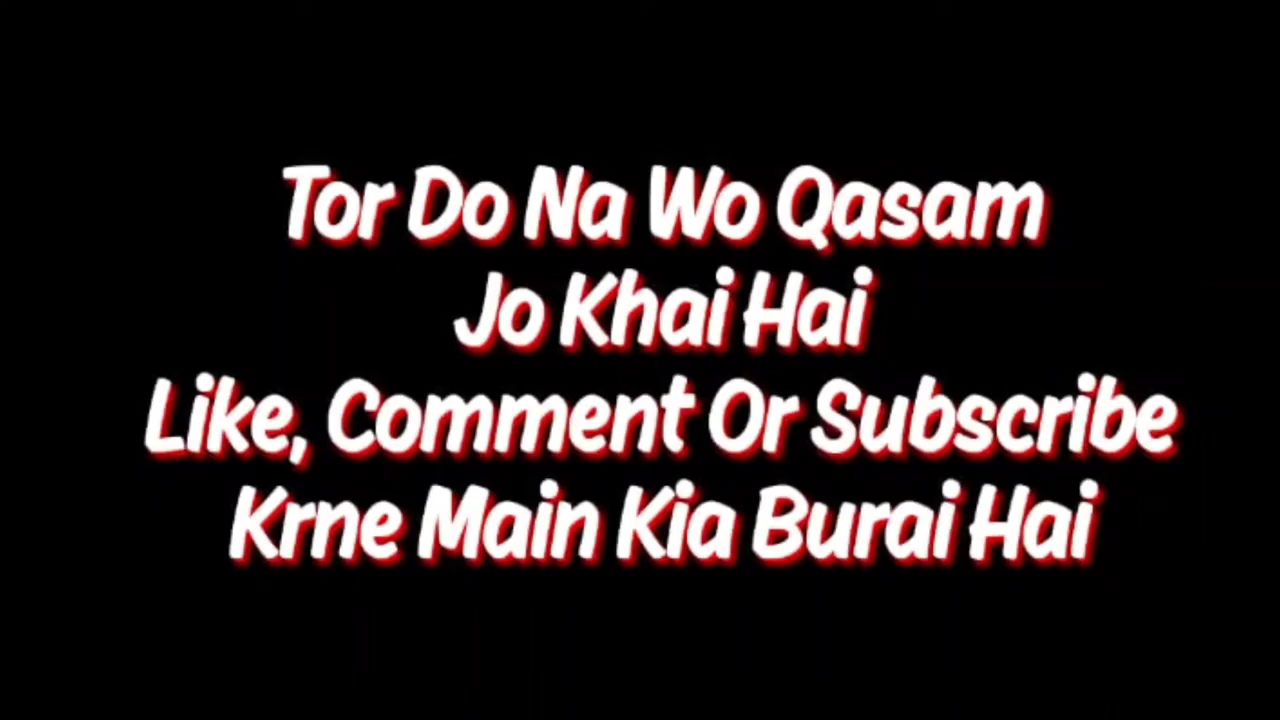 Tor Do Na Wo Qasam
Jo Khai Hai
Like, Comment Or Subscribe
Krne Main Kia Burai Hai